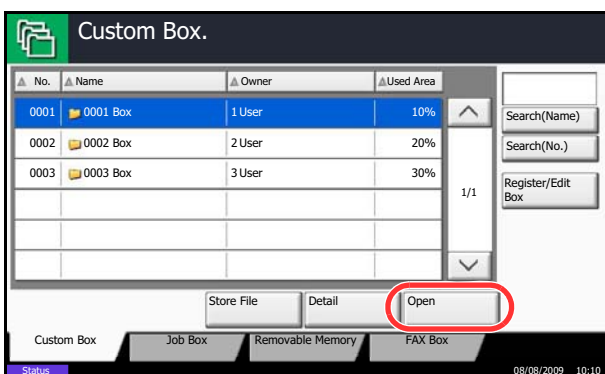 Custom Box.
No. Name Owner Used Area
0001 0001 Box 1 User 10%
0002 0002 Box 2 User 20%
0003 0003 Box 3 User 30%
1/1
Search(Name)
Search(No.)
Register/Edit
Box
Store File Detail Open
Custom Box Job Box Removable Memory FAX Box
Status 08/08/2009 10:10